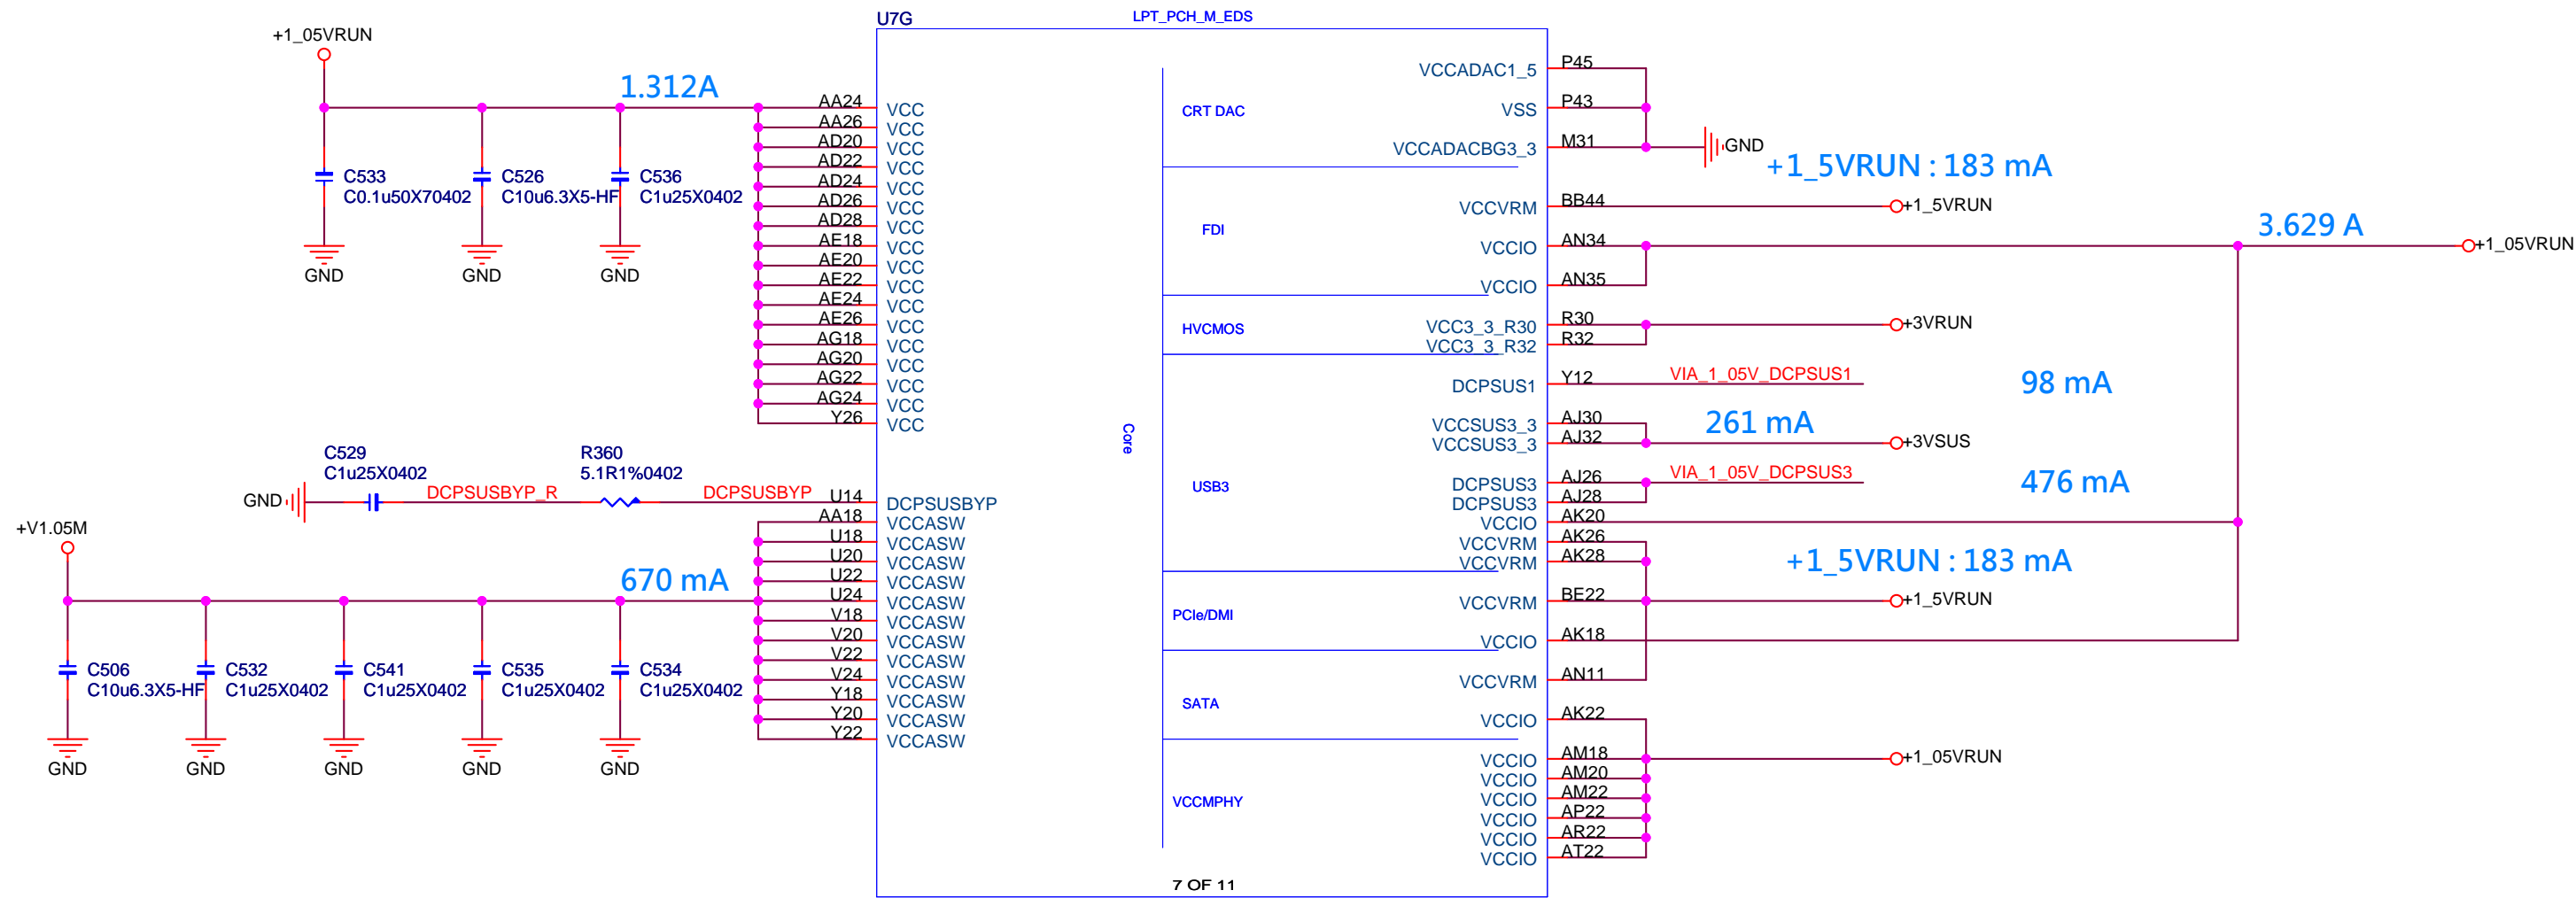 U7G
LPT_PCH_M_EDS
+1_05VRUN
1.312A
C533
C0.1u50X70402
C526
C10u6.3X5-HF
C536
C1u25X0402
GND
GND
GND
AA24 VCC
AA26 VCC
AD20 VCC
AD22 VCC
AD24 VCC
AD26 VCC
AD28 VCC
AE18 VCC
AE20 VCC
AE22 VCC
AE24 VCC
AE26 VCC
AG18 VCC
AG20 VCC
AG22 VCC
AG24 VCC
Y26 VCC
C529
C1u25X0402
R360
5.1R1%0402
GND
DCPSUSBYP_R
DCPSUSBYP
U14 DCPSUSBYP
+V1.05M
670 mA
AA18 VCCASW
U18 VCCASW
U20 VCCASW
U22 VCCASW
U24 VCCASW
V18 VCCASW
V20 VCCASW
V22 VCCASW
V24 VCCASW
Y18 VCCASW
Y20 VCCASW
Y22 VCCASW
C506
C10u6.3X5-HF
C532
C1u25X0402
C541
C1u25X0402
C535
C1u25X0402
C534
C1u25X0402
GND
GND
GND
GND
GND
Core
CRT DAC
FDI
HVCMOS
USB3
PCIe/DMI
SATA
VCCMPHY
7 OF 11
VCCADAC1_5 P45
VSS P43
VCCADACBG3_3 M31
GND
+1_5VRUN : 183 mA
VCCVRM BB44
+1_5VRUN
3.629 A
VCCIO AN34
+1_05VRUN
VCCIO AN35
VCC3_3_R30 R30
+3VRUN
VCC3_3_R32 R32
DCPSUS1 Y12
VIA_1_05V_DCPSUS1
98 mA
VCCSUS3_3 AJ30
261 mA
VCCSUS3_3 AJ32
+3VSUS
DCPSUS3 AJ26
VIA_1_05V_DCPSUS3
476 mA
DCPSUS3 AJ28
VCCIO AK20
VCCVRM AK26
VCCVRM AK28
+1_5VRUN : 183 mA
VCCVRM BE22
+1_5VRUN
VCCIO AK18
VCCVRM AN11
VCCIO AK22
VCCIO AM18
+1_05VRUN
VCCIO AM20
VCCIO AM22
VCCIO AP22
VCCIO AR22
VCCIO AT22